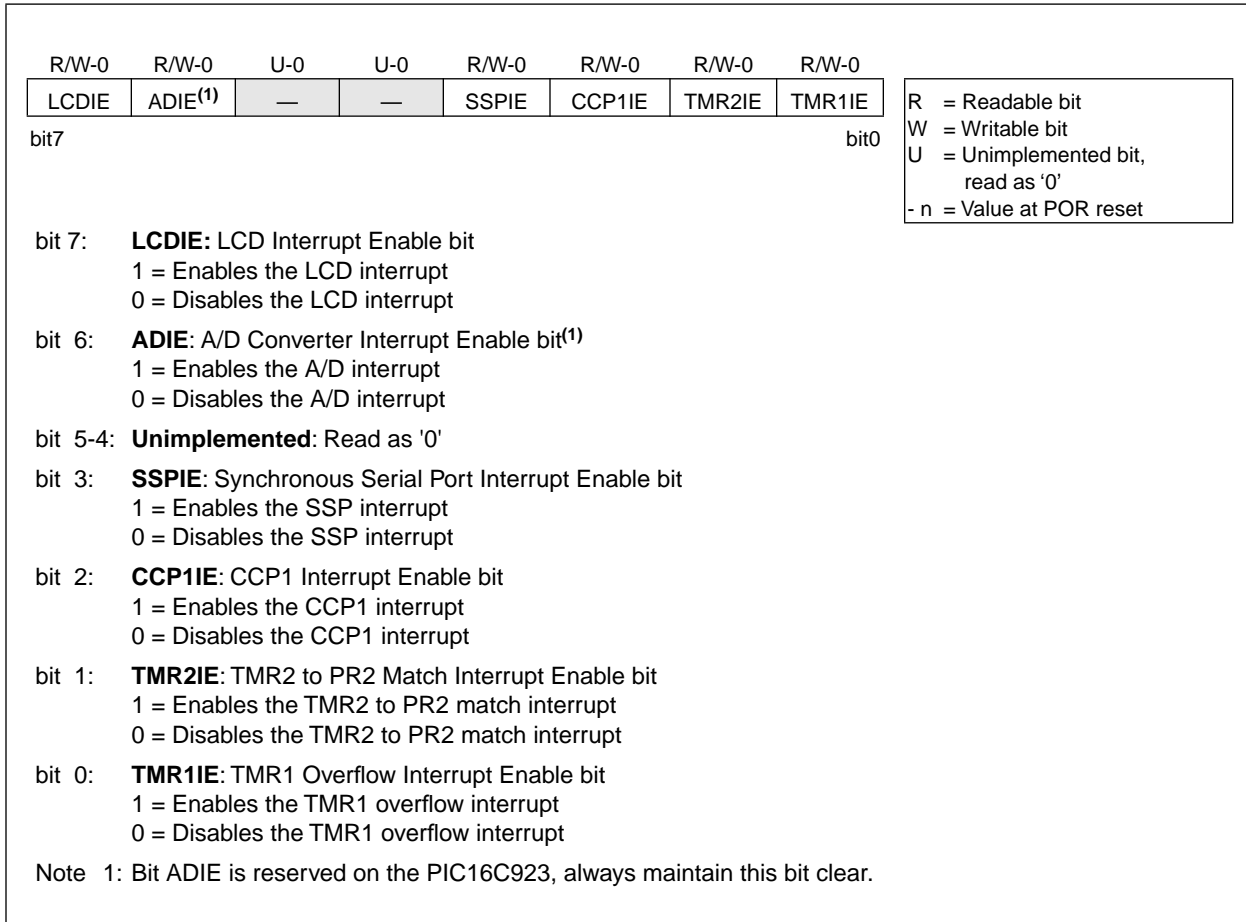 R/W-0 R/W-0 U-0 U-0 R/W-0 R/W-0 R/W-0 R/W-0
LCDIE ADIE(1) — — SSPIE CCP1IE TMR2IE TMR1IE
bit7 bit0
R = Readable bit
W = Writable bit
U = Unimplemented bit,
read as ‘0’
- n = Value at POR reset
bit 7: LCDIE: LCD Interrupt Enable bit
1 = Enables the LCD interrupt
0 = Disables the LCD interrupt
bit 6: ADIE: A/D Converter Interrupt Enable bit(1)
1 = Enables the A/D interrupt
0 = Disables the A/D interrupt
bit 5-4: Unimplemented: Read as '0'
bit 3: SSPIE: Synchronous Serial Port Interrupt Enable bit
1 = Enables the SSP interrupt
0 = Disables the SSP interrupt
bit 2: CCP1IE: CCP1 Interrupt Enable bit
1 = Enables the CCP1 interrupt
0 = Disables the CCP1 interrupt
bit 1: TMR2IE: TMR2 to PR2 Match Interrupt Enable bit
1 = Enables the TMR2 to PR2 match interrupt
0 = Disables the TMR2 to PR2 match interrupt
bit 0: TMR1IE: TMR1 Overflow Interrupt Enable bit
1 = Enables the TMR1 overflow interrupt
0 = Disables the TMR1 overflow interrupt
Note 1: Bit ADIE is reserved on the PIC16C923, always maintain this bit clear.